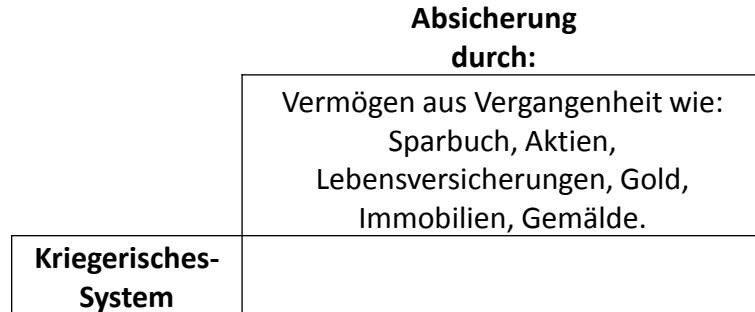 Absicherung
durch:
Vermögen aus Vergangenheit wie:
Sparbuch, Aktien,
Lebensversicherungen, Gold,
Immobilien, Gemälde.
Kriegerisches-
System